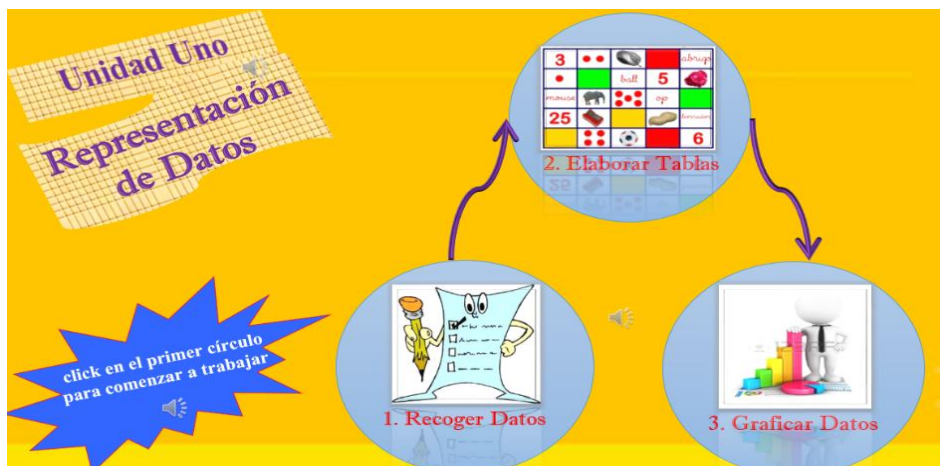 Unidad Uno
Representación
de Datos
3
abrigo
ball
5
mouse
op
25
6
2. Elaborar Tablas
click en el primer círculo
para comenzar a trabajar
1. Recoger Datos
3. Graficar Datos